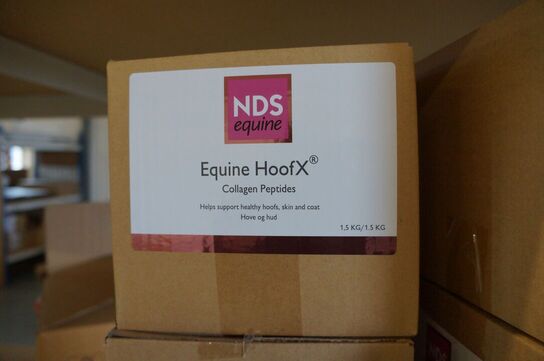 NDS
equine
Equine HoofX®
Collagen Peptides
Helps support healthy hoofs, skin and coat
Hove og hud
1,5 KG/1.5 KG